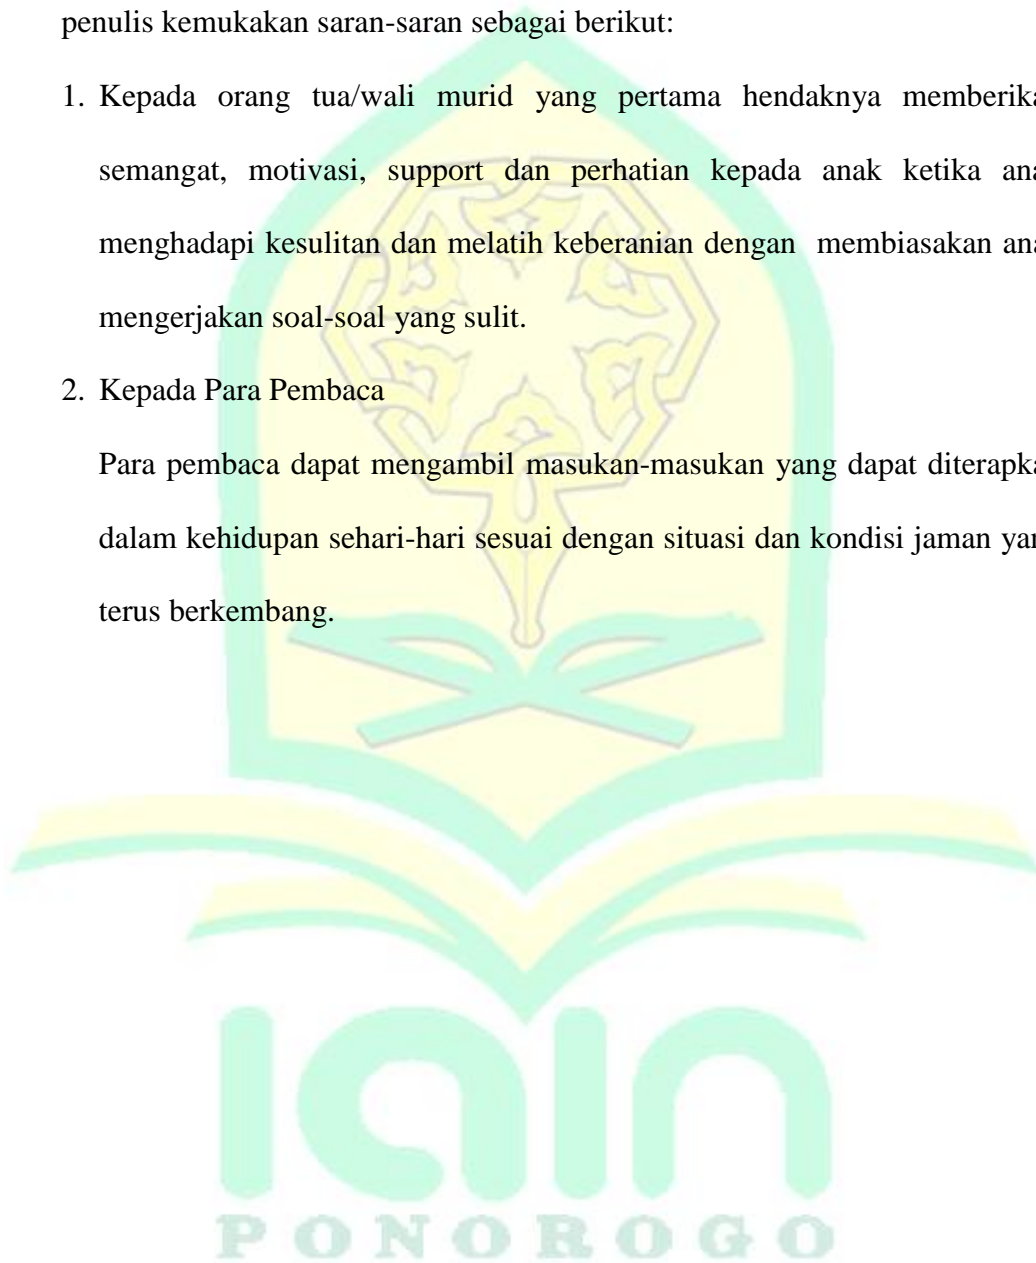 penulis kemukakan saran-saran sebagai berikut:
1. Kepada orang tua/wali murid yang pertama hendaknya memberika
semangat, motivasi, support dan perhatian kepada anak ketika ana
menghadapi kesulitan dan melatih keberanian dengan membiasakan ana
mengerjakan soal-soal yang sulit.
2. Kepada Para Pembaca
Para pembaca dapat mengambil masukan-masukan yang dapat diterapka
dalam kehidupan sehari-hari sesuai dengan situasi dan kondisi jaman yan
terus berkembang.
iain
PONOROGO